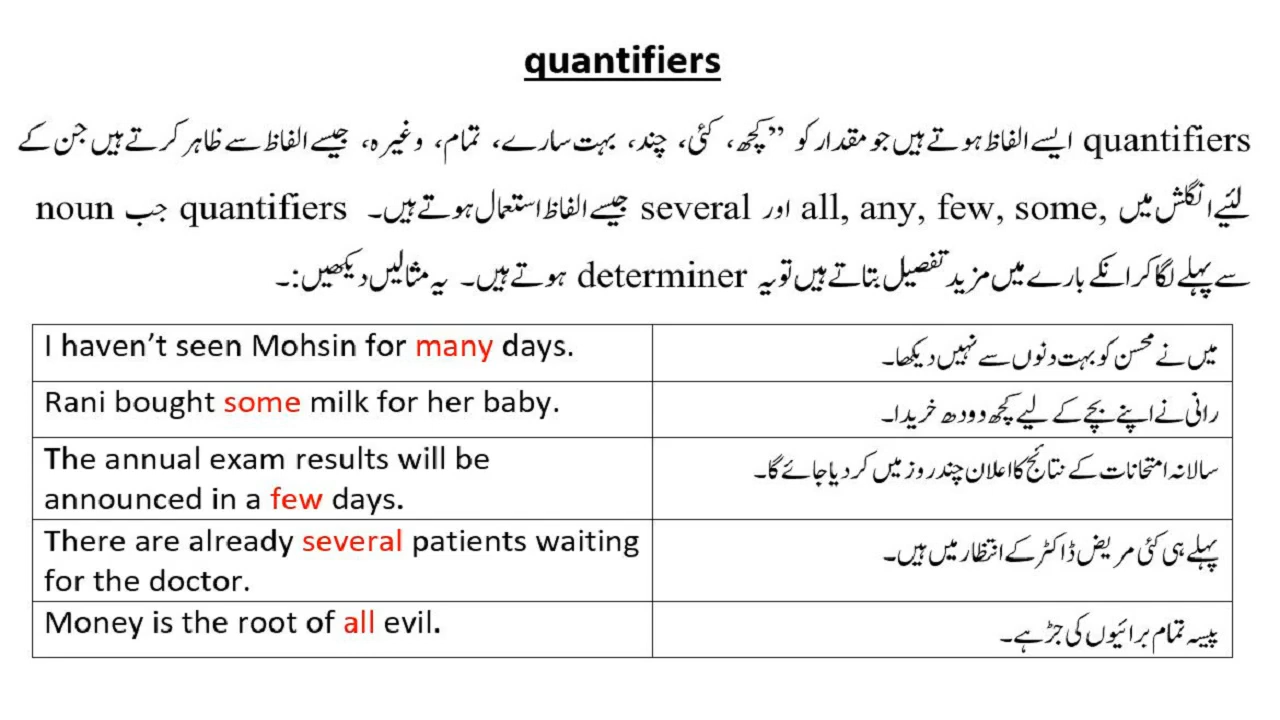 quantifiers
quantifiers ایسے الفاظ ہوتے ہیں جو مقدار کو ”کچھ، کئی، چند، بہت سارے، تمام، وغیرہ، جیسے الفاظ سے ظاہر کرتے ہیں جن کے
لئیے انگلش میں all, any, few, some, اور several جیسے الفاظ استعمال ہوتے ہیں۔ quantifiers جب noun
سے پہلے لگا کر انکے بارے میں مزید تفصیل بتاتے ہیں تو یہ determiner ہوتے ہیں۔ یہ مثالیں دیکھیں:۔
I haven’t seen Mohsin for many days.
میں نے محسن کو بہت دنوں سے نہیں دیکھا۔
Rani bought some milk for her baby.
رانی نے اپنے بچے کے لیے کچھ دودھ خریدا۔
The annual exam results will be
announced in a few days.
سالانہ امتحانات کے نتائج کا اعلان چند روز میں کر دیا جائے گا۔
There are already several patients waiting
for the doctor.
پہلے ہی کئی مریض ڈاکٹر کے انتظار میں ہیں۔
Money is the root of all evil.
پیسہ تمام برائیوں کی جڑ ہے۔